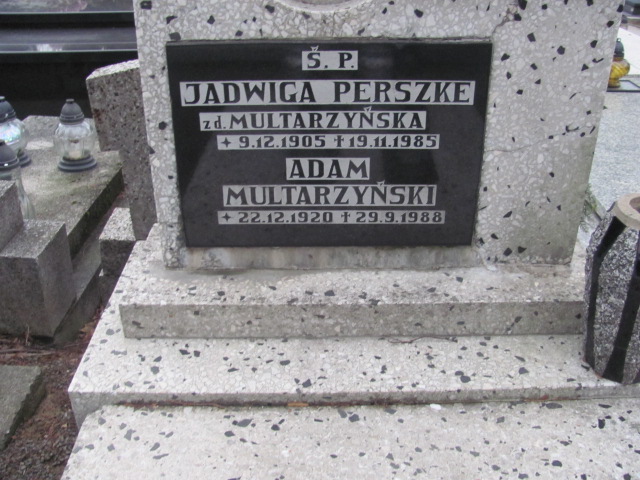 Ś. P.
JADWIGA PERSZKE
zd. MULTARZYŃSKA
+ 9.12.1905 † 19.11.1985
ADAM
MULTARZYŃSKI
+ 22.12.1920 † 29.9.1988